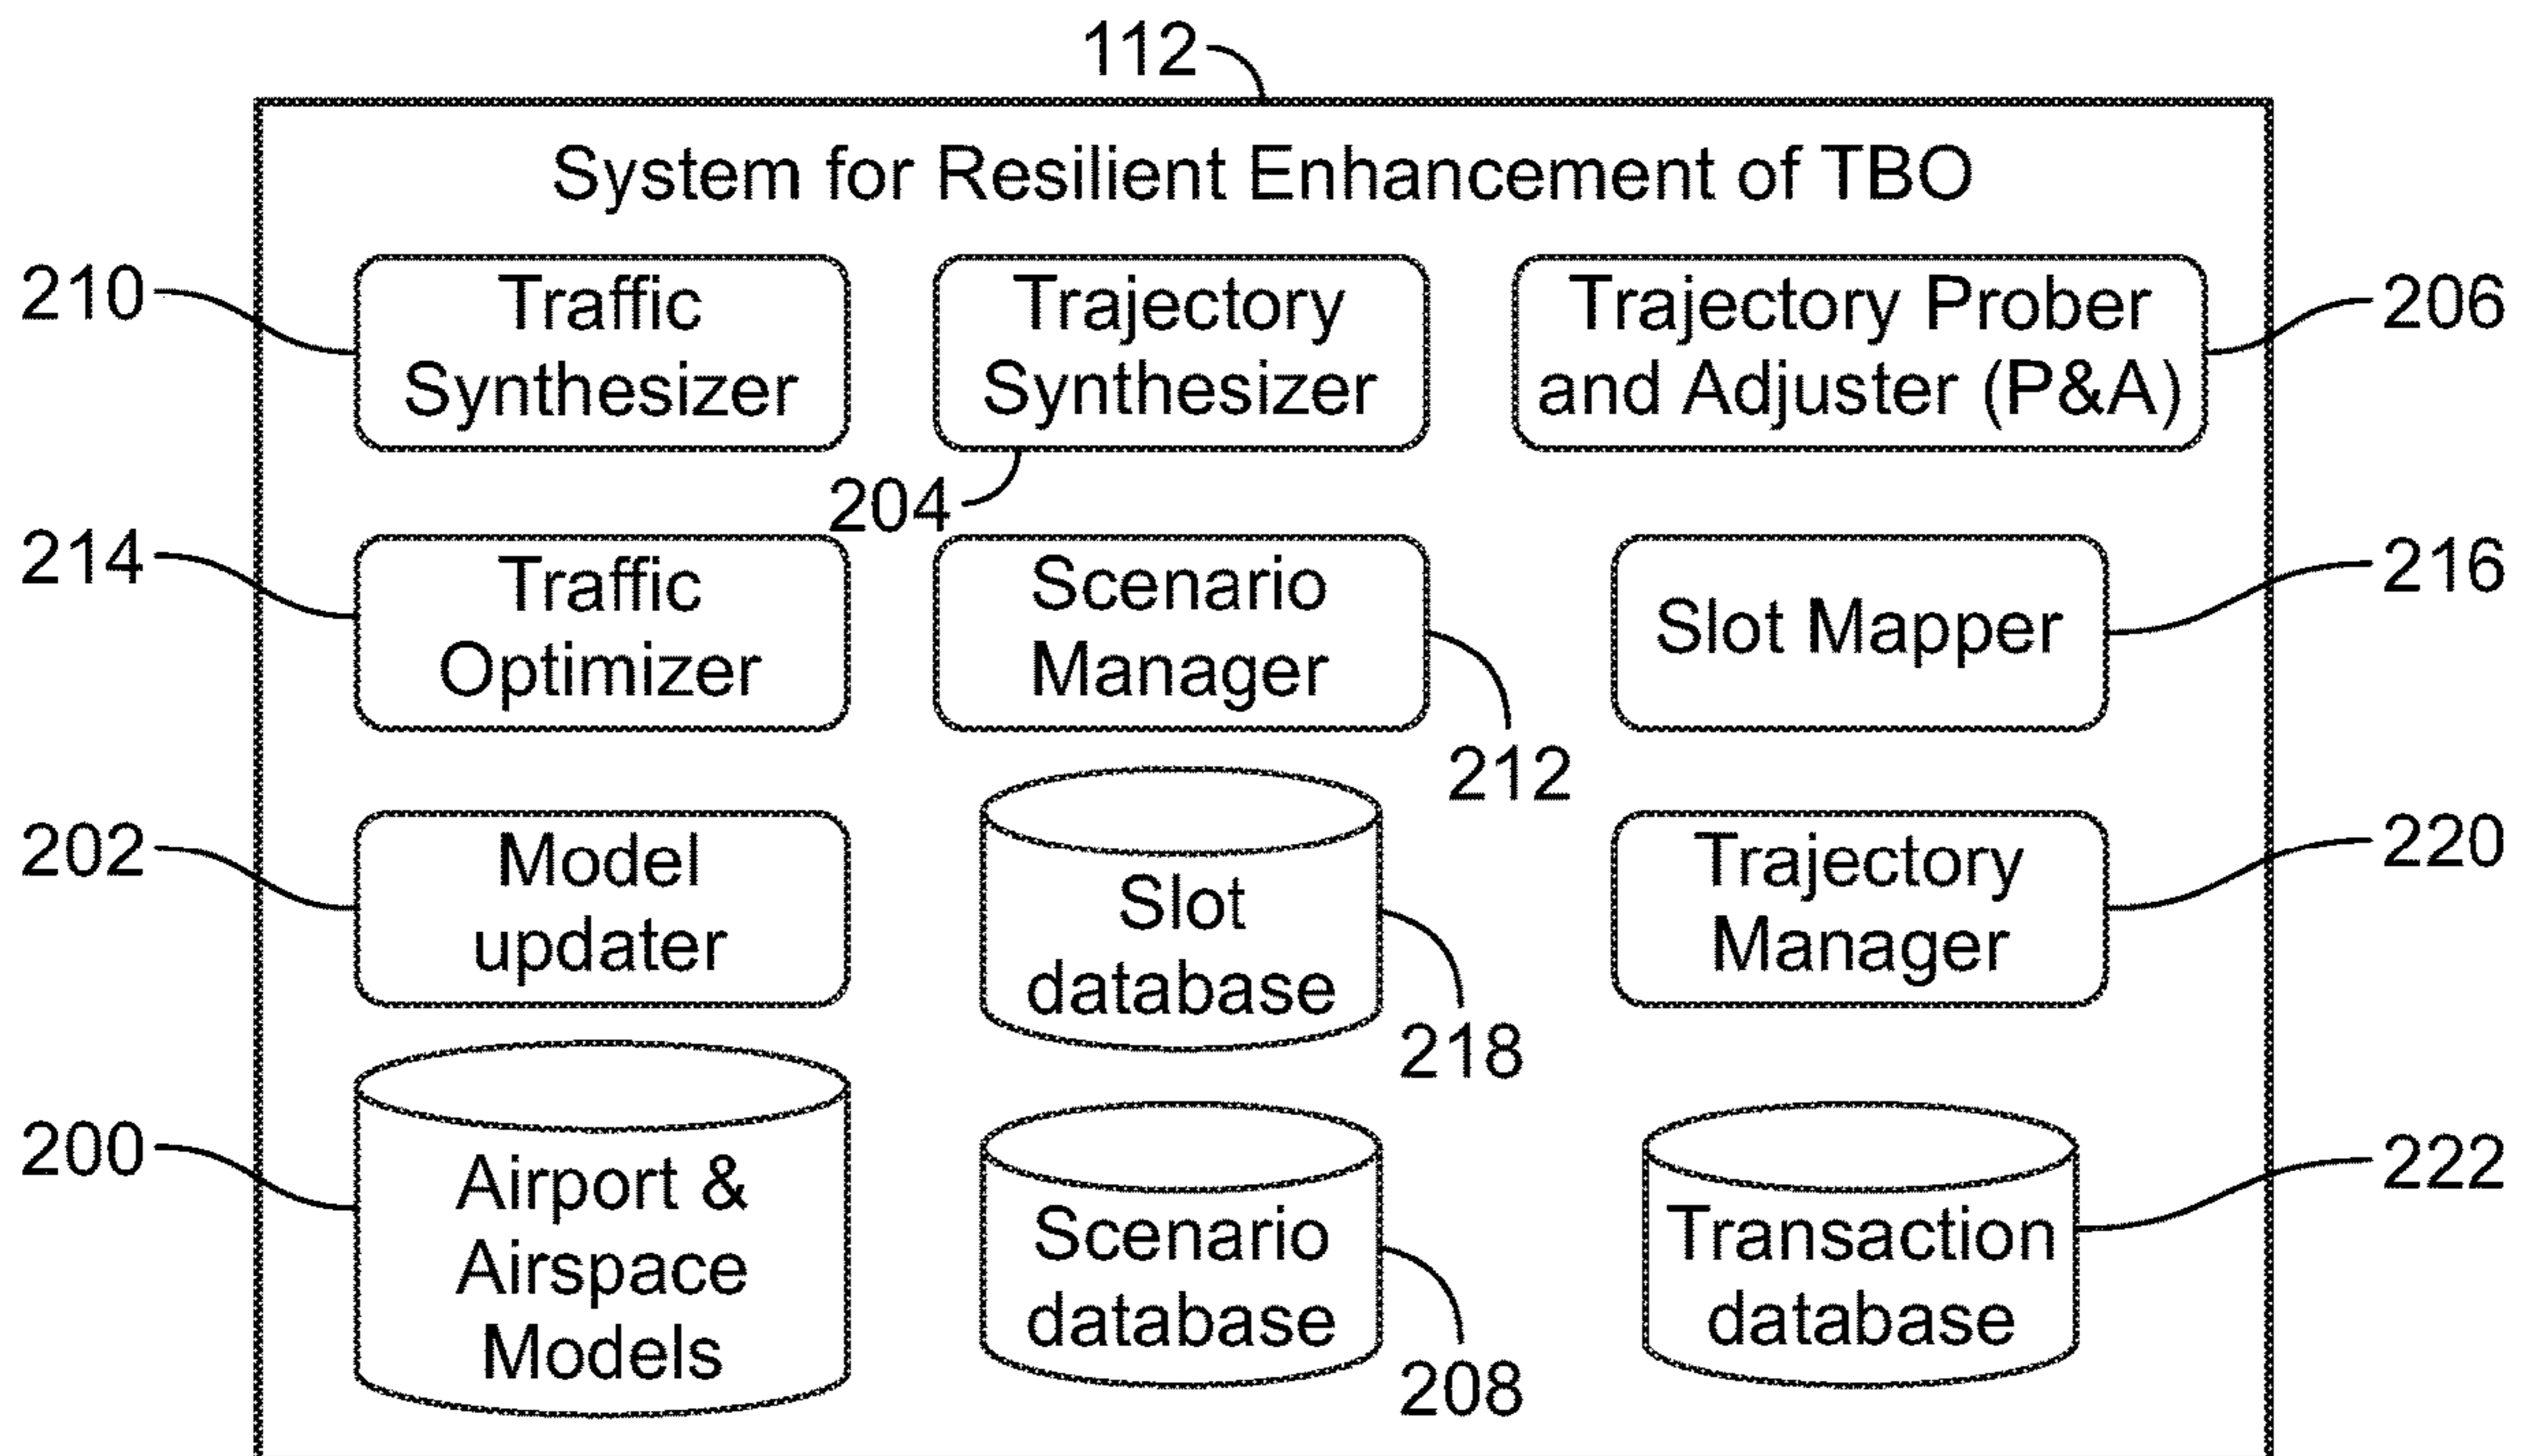 112
System for Resilient Enhancement of TBO
210
Traffic
Synthesizer
Trajectory
Synthesizer
204
Trajectory Prober
and Adjuster (P&A)
206
214
Traffic
Optimizer
Scenario
Manager
212
Slot Mapper
216
202
Model
updater
Slot
database
218
Trajectory
Manager
220
200
Airport &
Airspace
Models
Scenario
database
208
Transaction
database
222